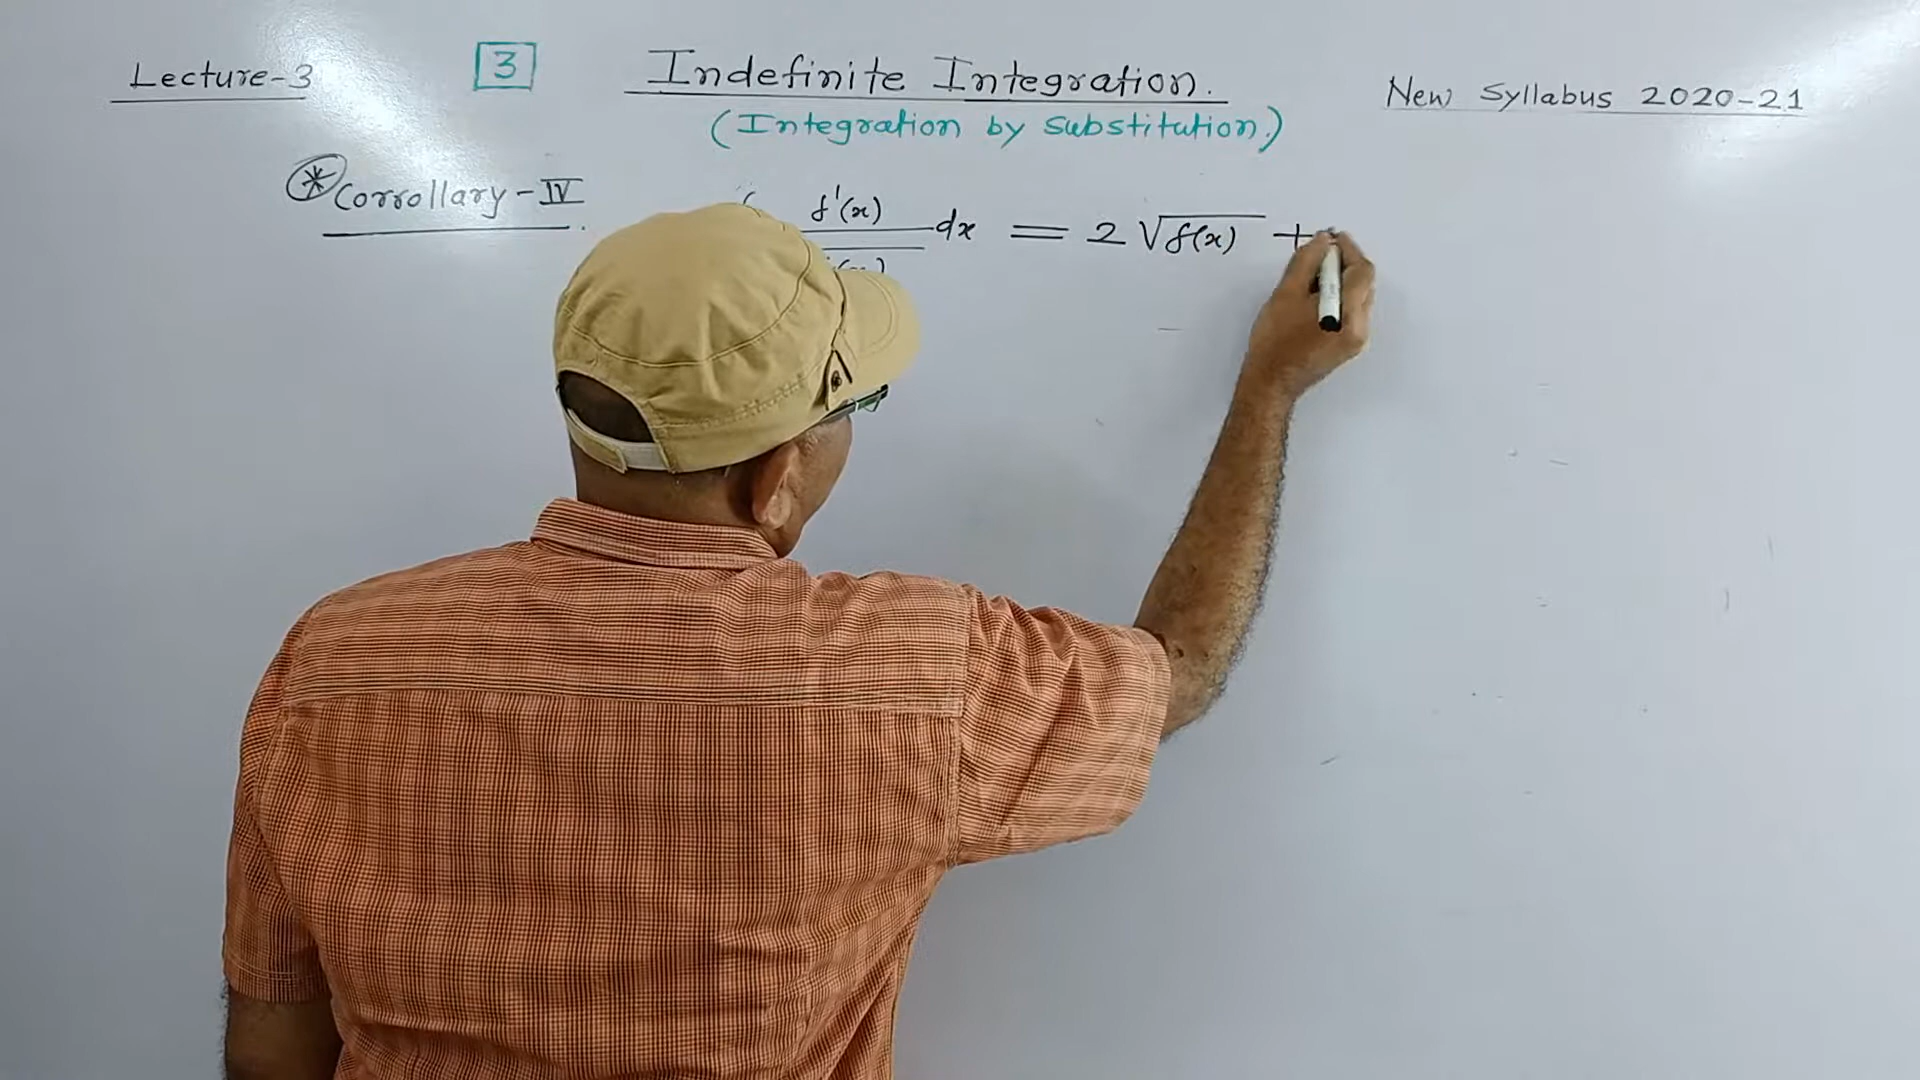 Lecture-3
3
Indefinite Integration.
New Syllabus 2020-21
(Integration by substitution.)
* Corrollary-IV
f'(x) dx = 2 √f(x) +